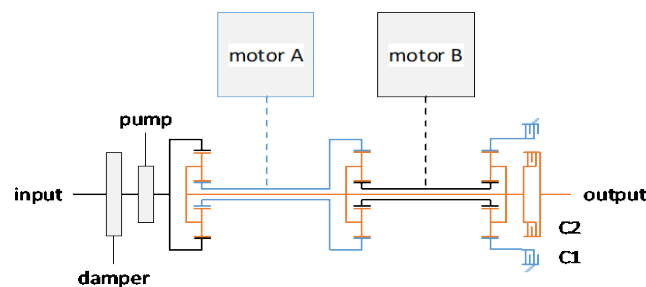 motor A
motor B
pump
input
output
C2
C1
damper